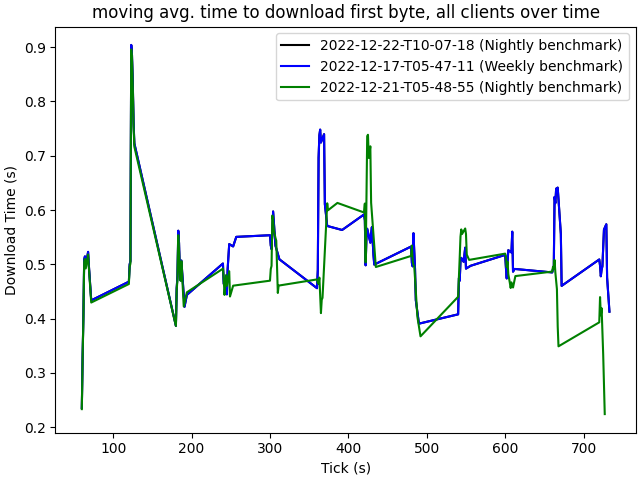 moving avg. time to download first byte, all clients over time
2022-12-22-T10-07-18 (Nightly benchmark)
2022-12-17-T05-47-11 (Weekly benchmark)
2022-12-21-T05-48-55 (Nightly benchmark)
Download Time (s)
0.9
0.8
0.7
0.6
0.5
0.4
0.3
0.2
100 200 300 400 500 600 700
Tick (s)